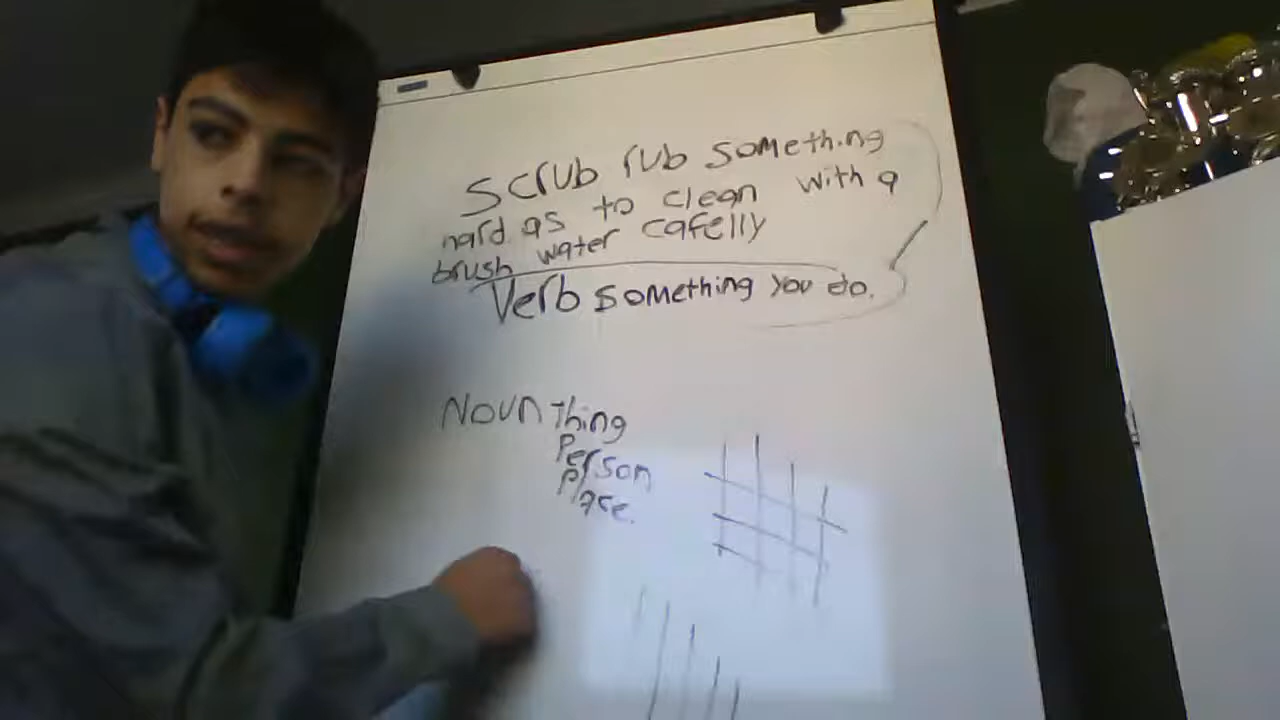 Scrub rub something
hard as to clean with a
brush water cafelly
Verb something you do.
Noun Thing
Person
Place.